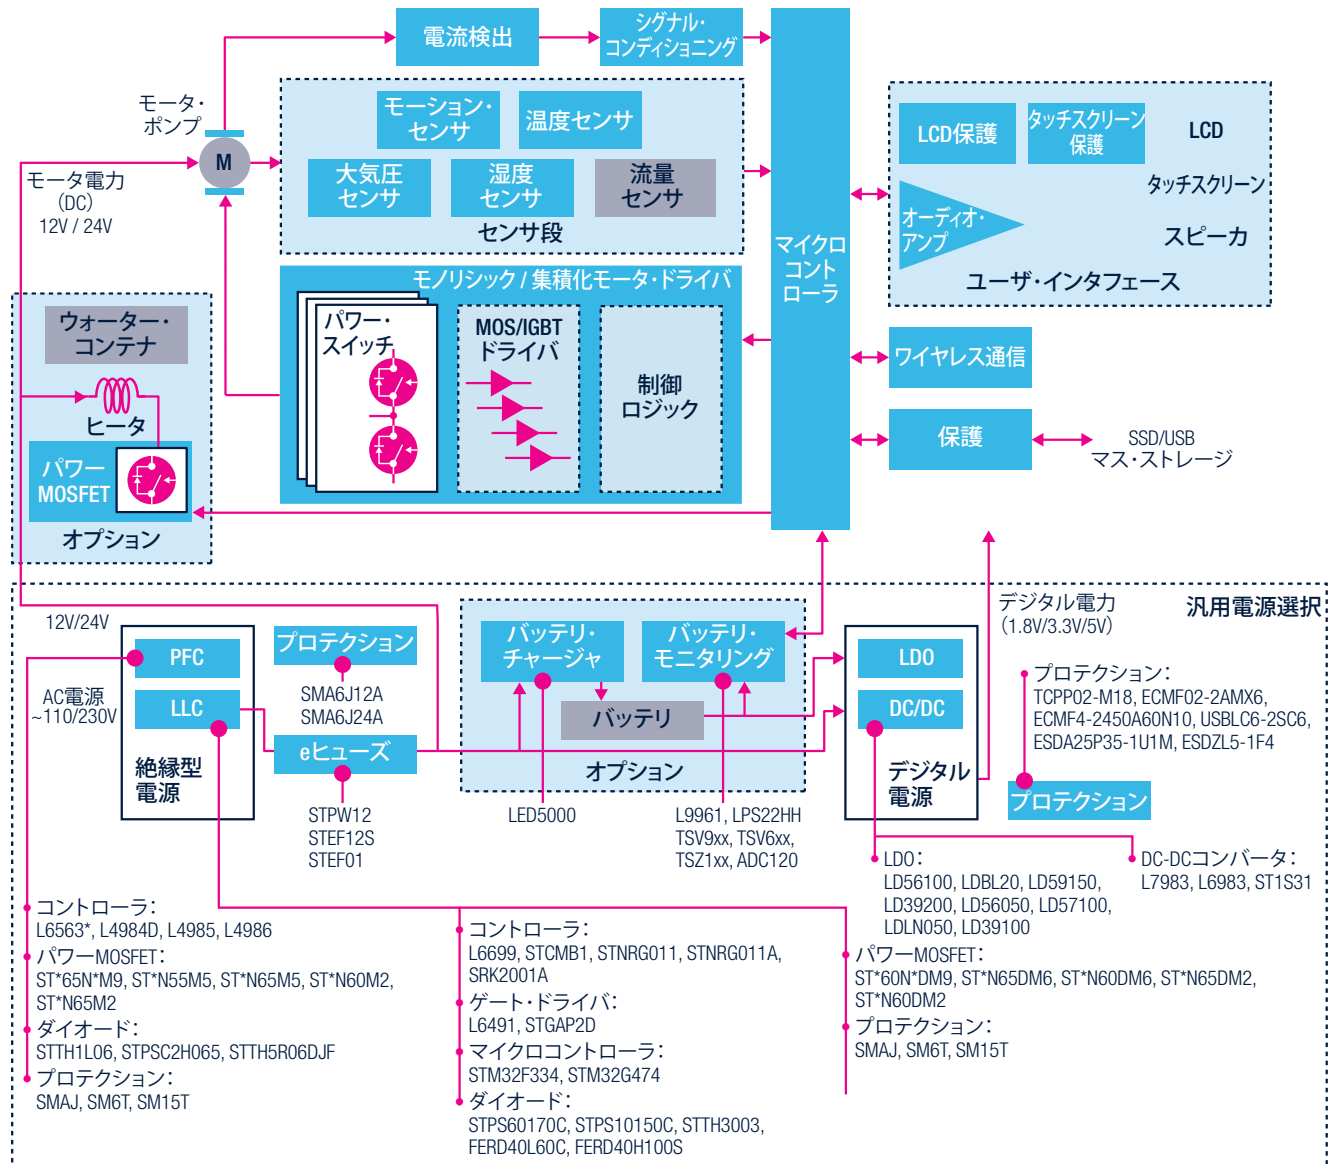 電流検出
シグナル・
コンディショニング
モータ・
ポンプ
M
モータ電力
(DC)
12V / 24V
モーション・
センサ
温度センサ
大気圧
センサ
湿度
センサ
流量
センサ
センサ段
マイクロ
コント
ローラ
LCD保護
タッチスクリーン
保護
LCD
タッチスクリーン
オーディオ・
アンプ
スピーカ
ユーザ・インタフェース
モノリシック / 集積化モータ・ドライバ
パワー・
スイッチ
MOS/IGBT
ドライバ
制御
ロジック
ウォーター・
コンテナ
ヒータ
パワー
MOSFET
オプション
ワイヤレス通信
保護
SSD/USB
マス・ストレージ
汎用電源選択
デジタル電力
(1.8V/3.3V/5V)
12V/24V
AC電源
~110/230V
PFC
LLC
絶縁型
電源
プロテクション
SMA6J12A
SMA6J24A
eヒューズ
STPW12
STEF12S
STEF01
バッテリ・
チャージャ
バッテリ・
モニタリング
バッテリ
オプション
LED5000
L9961, LPS22HH
TSV9xx, TSV6xx,
TSZ1xx, ADC120
LDO
DC/DC
デジタル
電源
プロテクション：
TCPP02-M18, ECMF02-2AMX6,
ECMF4-2450A60N10, USBLC6-2SC6,
ESDA25P35-1U1M, ESDZL5-1F4
プロテクション
LDO：
LD56100, LDBL20, LD59150,
LD39200, LD56050, LD57100,
LDLN050, LD39100
DC-DCコンバータ：
L7983, L6983, ST1S31
コントローラ：
L6563*, L4984D, L4985, L4986
パワーMOSFET：
ST*65N*M9, ST*N55M5, ST*N65M5, ST*N60M2,
ST*N65M2
ダイオード：
STTH1L06, STPSC2H065, STTH5R06DJF
プロテクション：
SMAJ, SM6T, SM15T
コントローラ：
L6699, STCMB1, STNRG011, STNRG011A,
SRK2001A
ゲート・ドライバ：
L6491, STGAP2D
マイクロコントローラ：
STM32F334, STM32G474
ダイオード：
STPS60170C, STPS10150C, STTH3003,
FERD40L60C, FERD40H100S
パワーMOSFET：
ST*60N*DM9, ST*N65DM6, ST*N60DM6, ST*N65DM2,
ST*N60DM2
プロテクション：
SMAJ, SM6T, SM15T